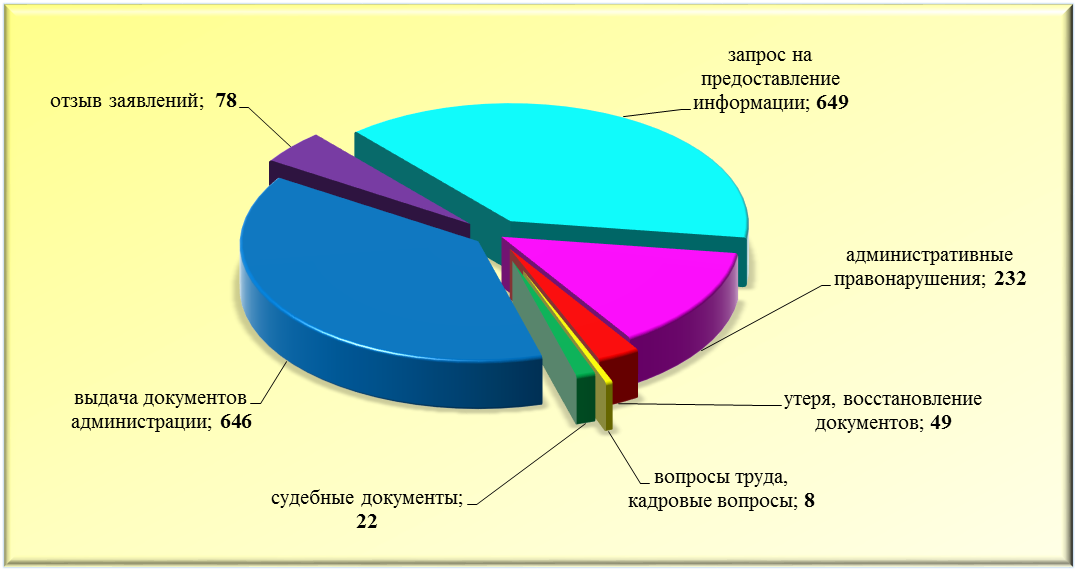 запрос на
предоставление
информации; 649
отзыв заявлений; 78
административные
правонарушения; 232
выдача документов
администрации; 646
утеря, восстановление
документов; 49
вопросы труда,
кадровые вопросы; 8
судебные документы;
22